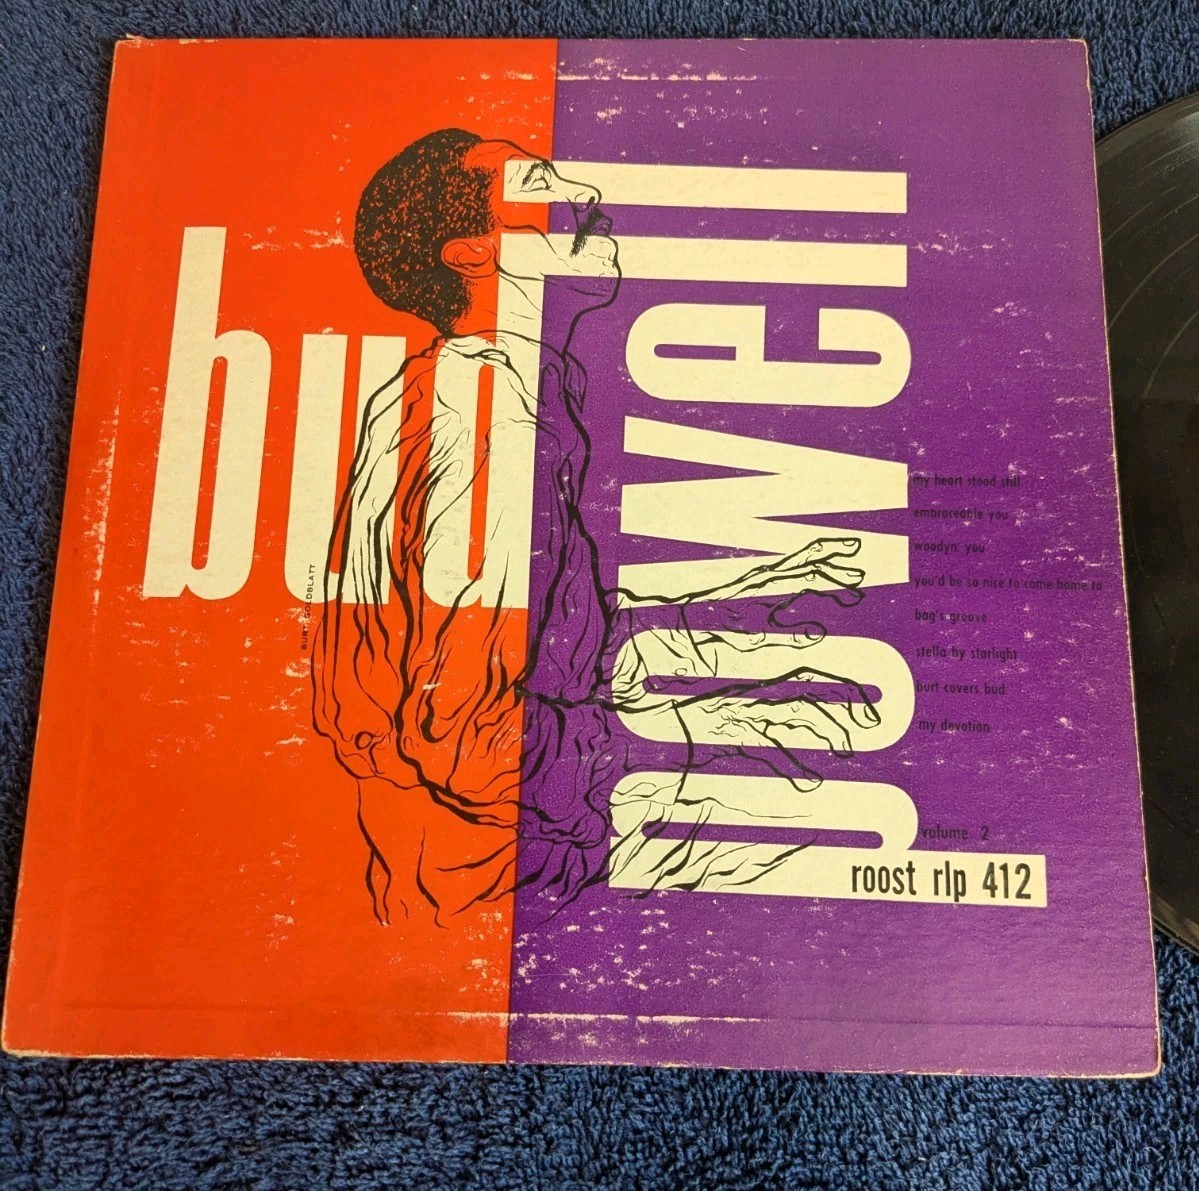 bud
powell
BURT GOLDBLATT
my heart stood still
embraceable you
woodyn' you
you'd be so nice to come home to
bag's groove
stella by starlight
burt covers bud
my devotion
volume 2
roost rlp 412